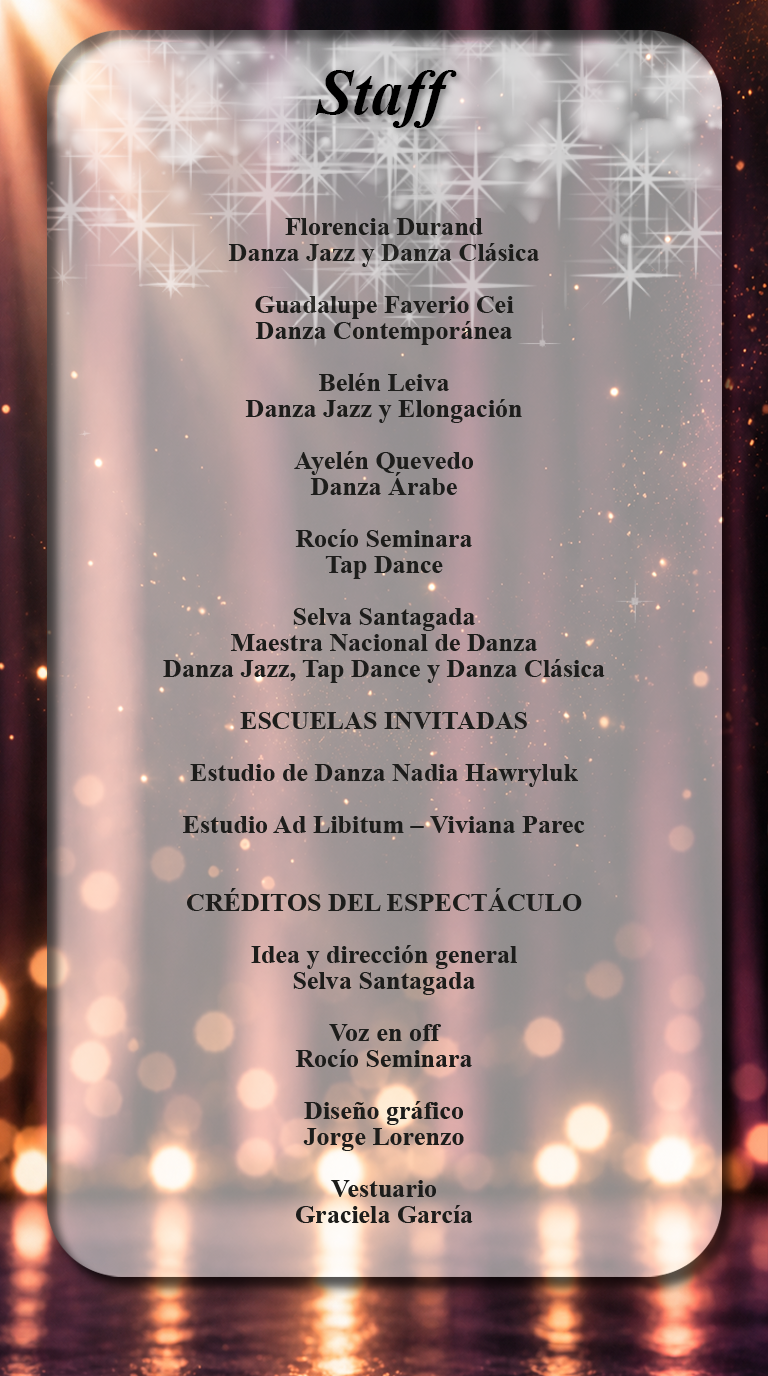 Staff
Florencia Durand
Danza Jazz y Danza Clásica
Guadalupe Faverio Cei
Danza Contemporánea
Belén Leiva
Danza Jazz y Elongación
Ayelén Quevedo
Danza Árabe
Rocío Seminara
Tap Dance
Selva Santagada
Maestra Nacional de Danza
Danza Jazz, Tap Dance y Danza Clásica
ESCUELAS INVITADAS
Estudio de Danza Nadia Hawryluk
Estudio Ad Libitum – Viviana Parec
CRÉDITOS DEL ESPECTÁCULO
Idea y dirección general
Selva Santagada
Voz en off
Rocío Seminara
Diseño gráfico
Jorge Lorenzo
Vestuario
Graciela García